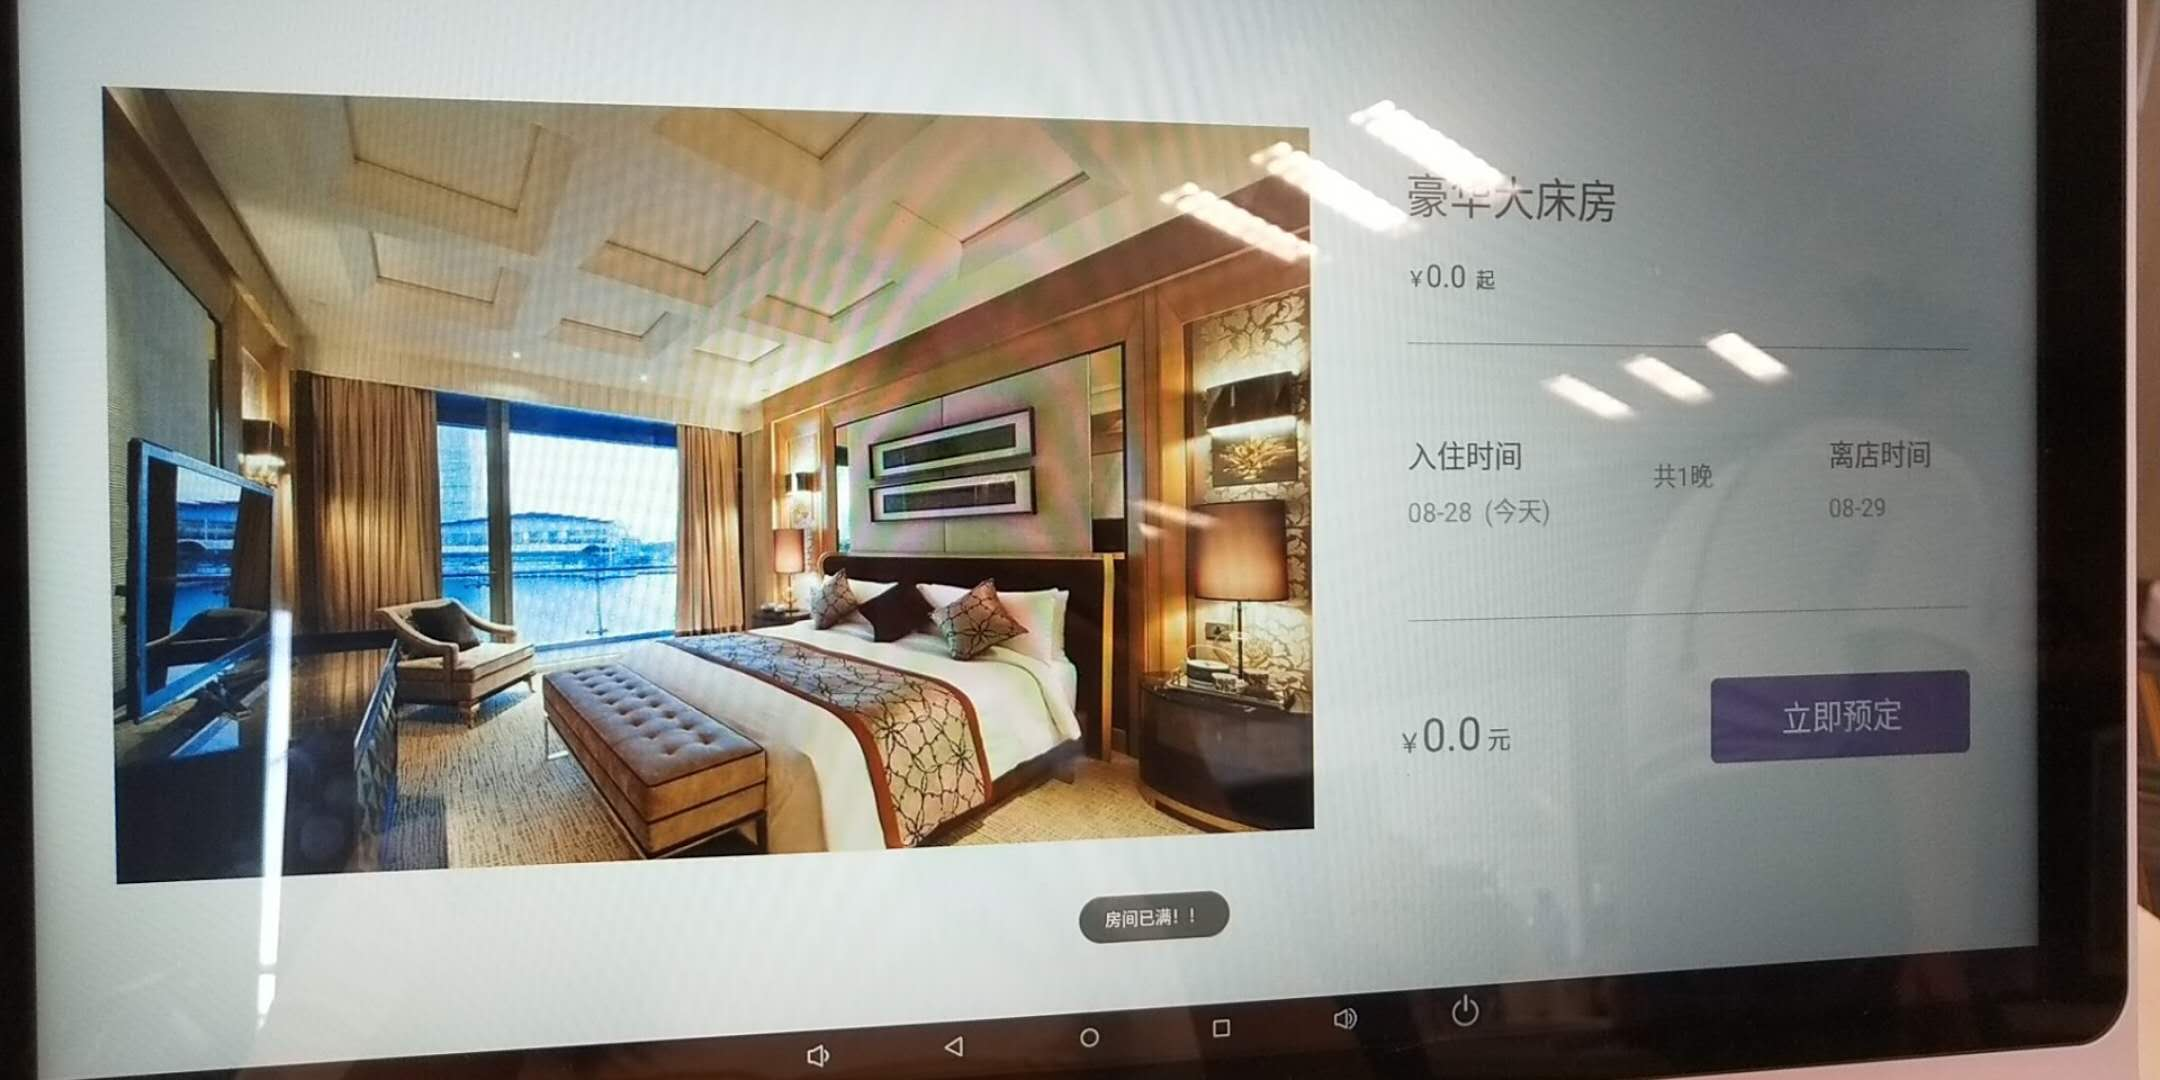 豪华大床房
¥0.0 起
入住时间
共1晚
离店时间
08-28 (今天)
08-29
¥0.0 元
立即预定
房间已满！！